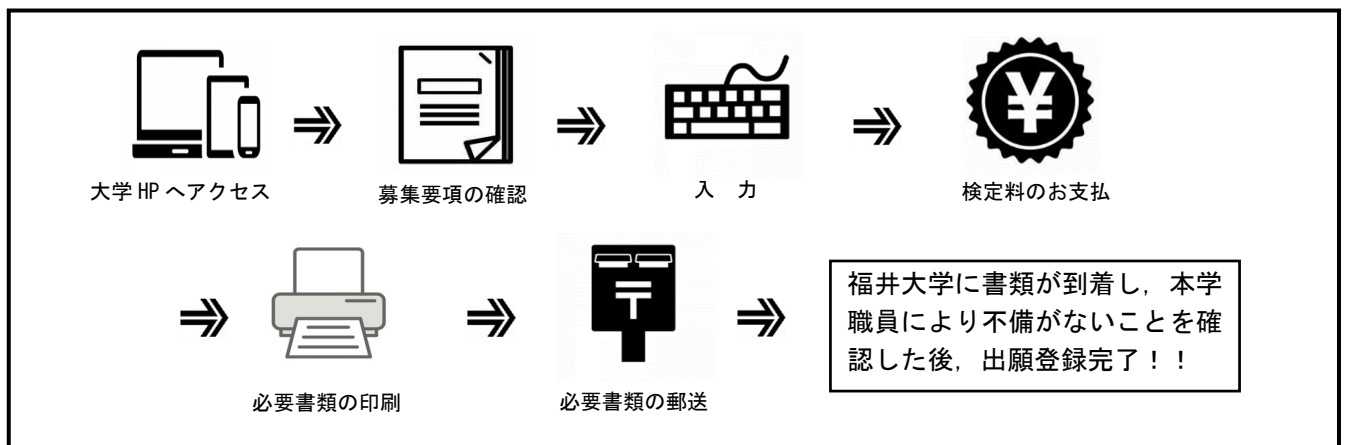 大学 HP へアクセス
募集要項の確認
入　力
検定料のお支払
必要書類の印刷
必要書類の郵送
福井大学に書類が到着し，本学
職員により不備がないことを確
認した後，出願登録完了！！